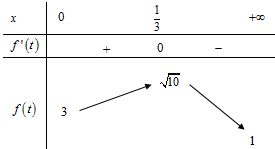 x 0 1/3 +∞
f'(t) + 0 −
√10
f(t) 3
1